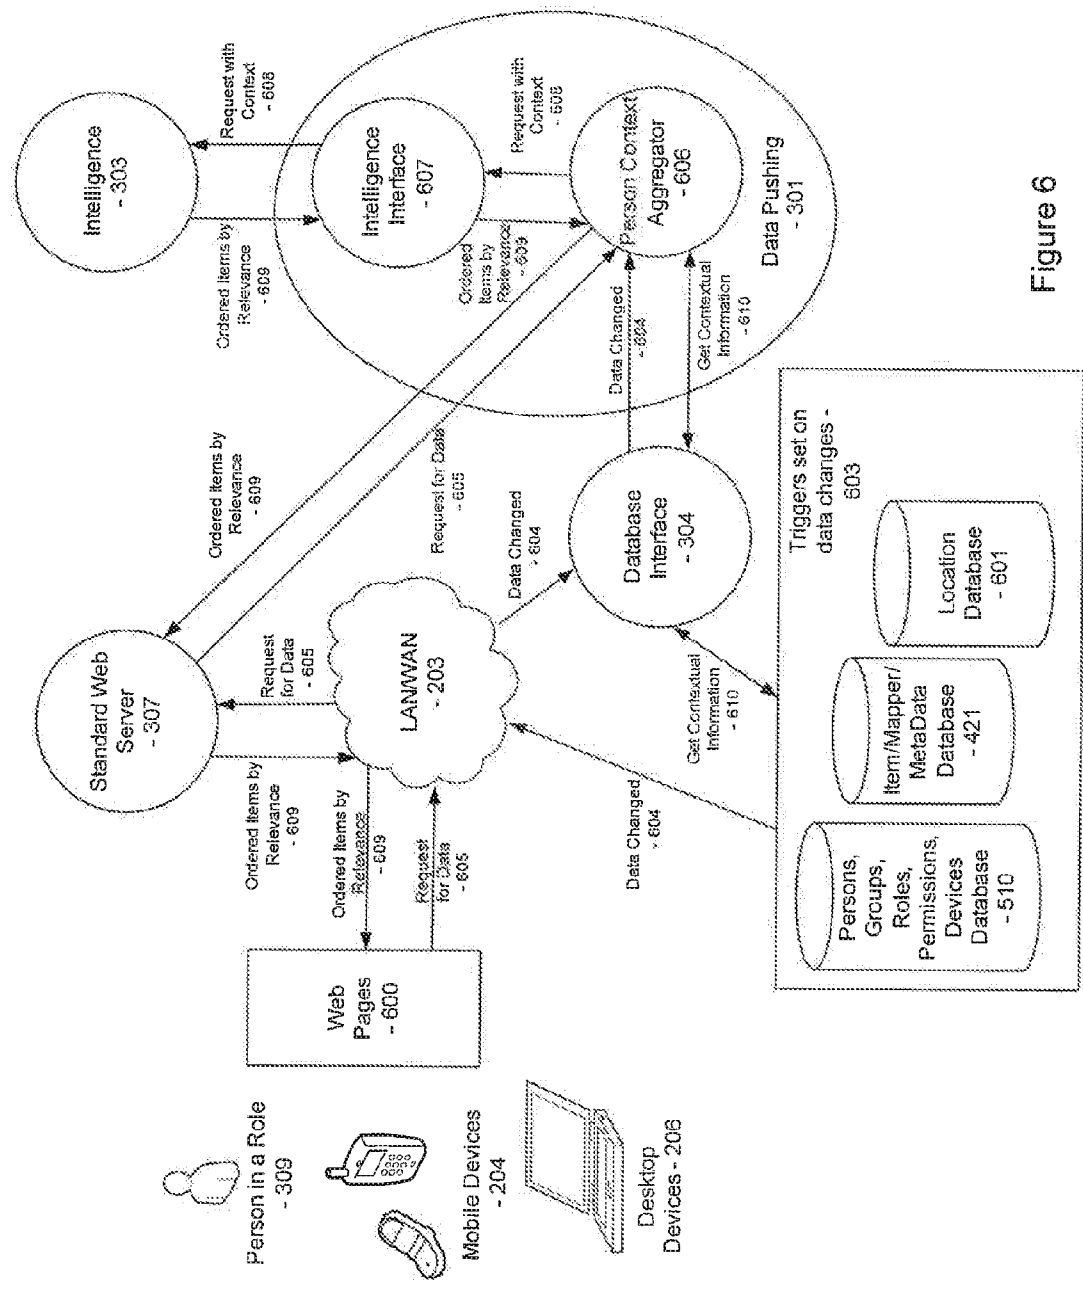 Person in a Role
- 309
Mobile Devices
- 204
Desktop
Devices - 206
Web
Pages
- 600
Ordered Items by
Relevance
- 609
Request
for Data
- 605
Standard Web
Server
- 307
Ordered Items by
Relevance
- 609
Request
for Data
- 605
LAN/WAN
- 203
Data Changed
- 604
Data Changed
- 604
Get Contextual
Information
- 610
Database
Interface
- 304
Ordered Items by
Relevance
- 609
Request for Data
- 605
Data Changed
- 604
Get Contextual
Information
- 610
Intelligence
- 303
Ordered Items by
Relevance
- 609
Request with
Context
- 608
Intelligence
Interface
- 607
Ordered
Items by
Relevance
- 609
Request with
Context
- 608
Person Context
Aggregator
- 606
Data Pushing
- 301
Triggers set on
data changes -
603
Persons,
Groups,
Roles,
Permissions,
Devices
Database
- 510
Item/Mapper/
MetaData
Database
- 421
Location
Database
- 601
Figure 6